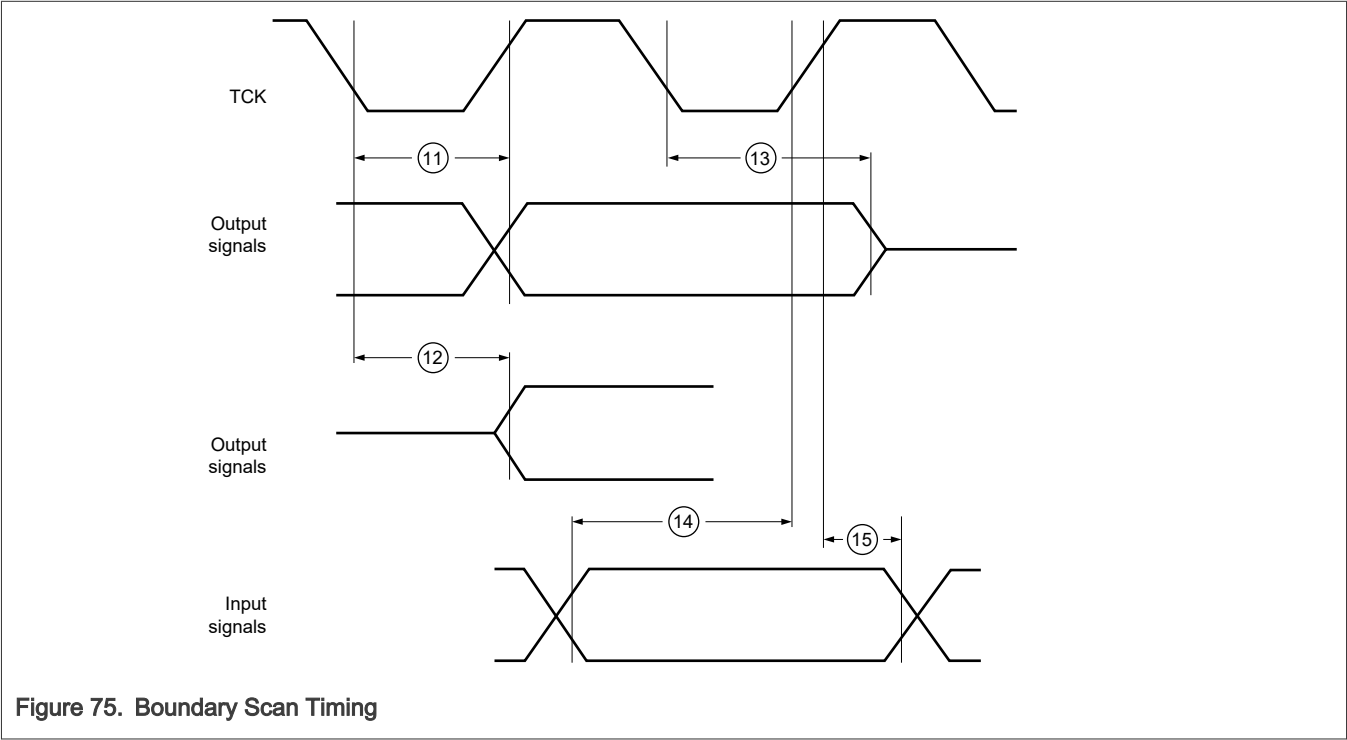 TCK
11
13
Output
signals
12
Output
signals
14
15
Input
signals
Figure 75. Boundary Scan Timing